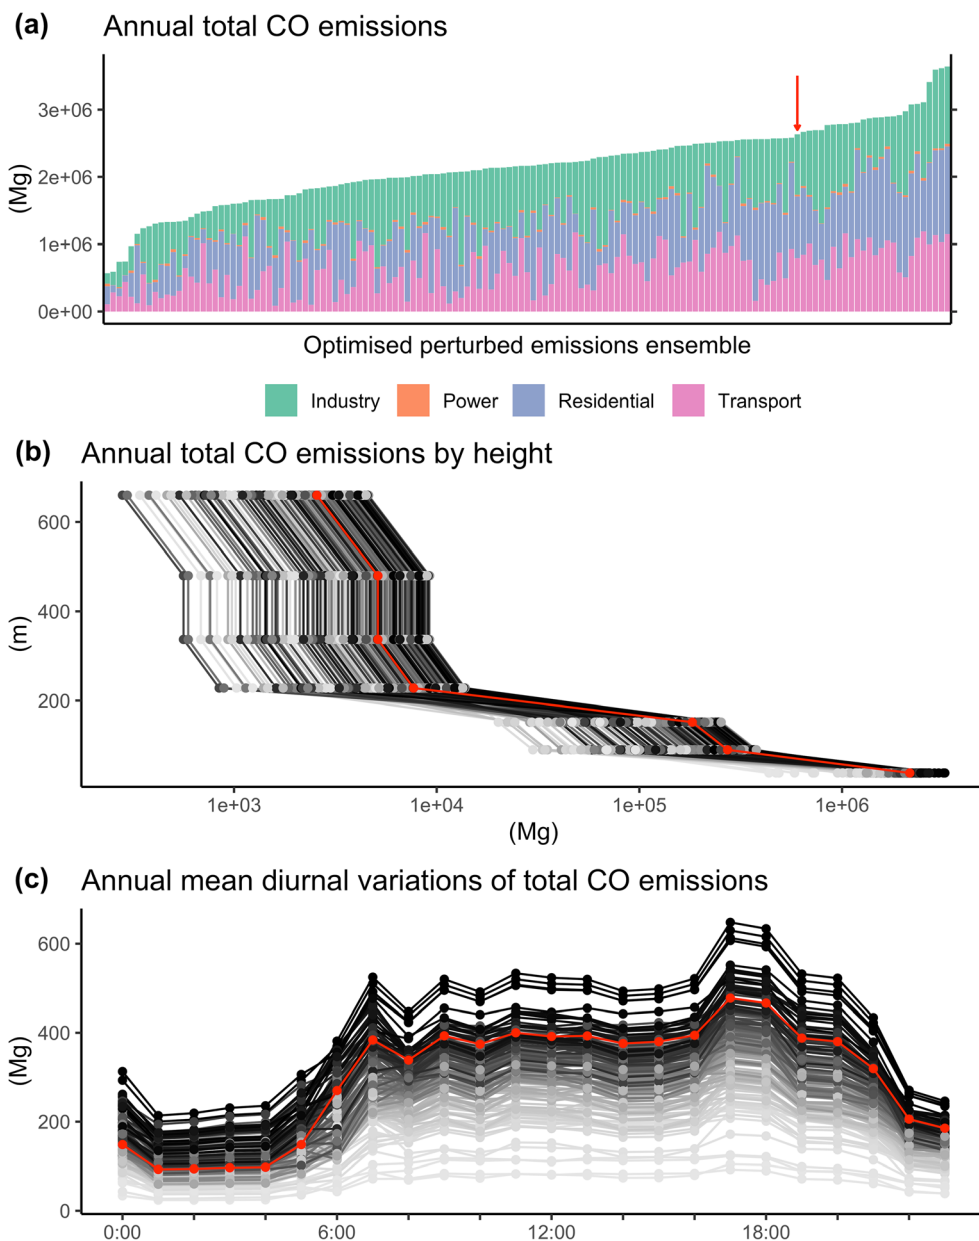 (a) Annual total CO emissions
3e+06
2e+06
1e+06
0e+00
(Mg)
Optimised perturbed emissions ensemble
Industry Power Residential Transport
(b) Annual total CO emissions by height
600
400
200
(m)
1e+03 1e+04 1e+05 1e+06
(Mg)
(c) Annual mean diurnal variations of total CO emissions
600
400
200
0
(Mg)
0:00 6:00 12:00 18:00